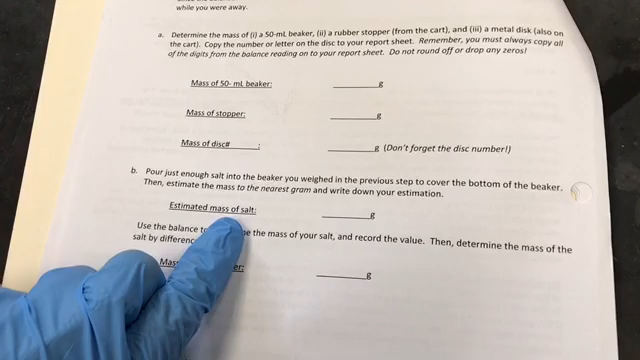 while you were away.
a. Determine the mass of (i) a 50-mL beaker, (ii) a rubber stopper (from the cart), and (iii) a metal disk (also on
the cart). Copy the number or letter on the disc to your report sheet. Remember, you must always copy all
of the digits from the balance reading on to your report sheet. Do not round off or drop any zeros!
Mass of 50- mL beaker: ________g
Mass of stopper: ________g
Mass of disc# : ________g (Don't forget the disc number!)
b. Pour just enough salt into the beaker you weighed in the previous step to cover the bottom of the beaker.
Then, estimate the mass to the nearest gram and write down your estimation.
Estimated mass of salt: ________g
Use the balance the mass of your salt, and record the value. Then, determine the mass of the
salt by
________g